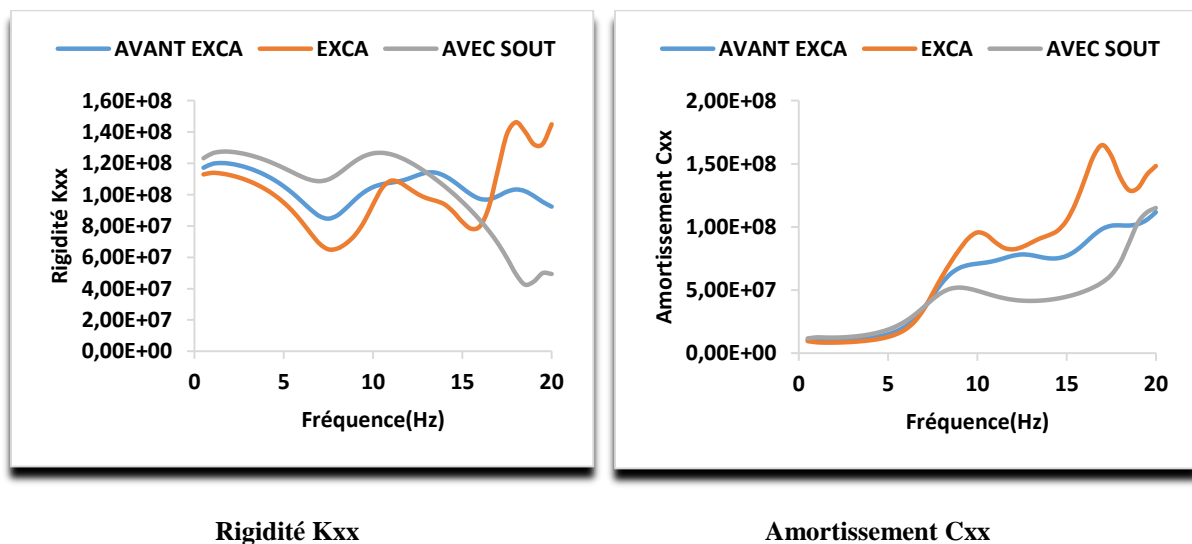 AVANT EXCA EXCA AVEC SOUT
1,60E+08
1,40E+08
1,20E+08
1,00E+08
8,00E+07
6,00E+07
4,00E+07
2,00E+07
0,00E+00
Rigidité Kxx
0 5 10 15 20
Fréquence(Hz)
AVANT EXCA EXCA AVEC SOUT
2,00E+08
1,50E+08
1,00E+08
5,00E+07
0,00E+00
Amortissement Cxx
0 5 10 15 20
Fréquence(Hz)
Rigidité Kxx
Amortissement Cxx